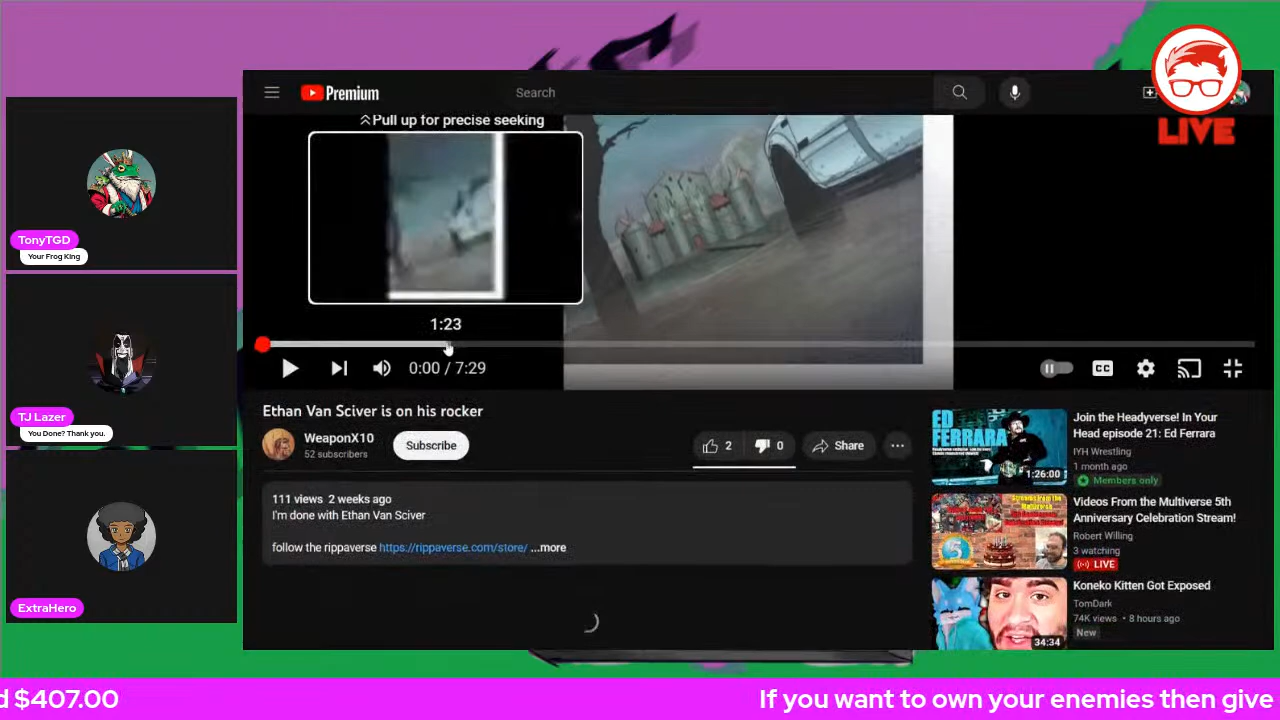 Premium
Search
LIVE
Pull up for precise seeking
1:23
0:00 / 7:29
CC
TonyTGD
Your Frog King
TJ Lazer
You Done? Thank you.
ExtraHero
Ethan Van Sciver is on his rocker
WeaponX10
52 subscribers
Subscribe
2
0
Share
111 views 2 weeks ago
I'm done with Ethan Van Sciver
follow the rippaverse https://rippaverse.com/store/ ...more
ED
FERRARA
1:26:00
Join the Headyverse! In Your
Head episode 21: Ed Ferrara
IYH Wrestling
1 month ago
Members only
Videos From the Multiverse 5th
Anniversary Celebration Stream!
Robert Willing
3 watching
LIVE
Koneko Kitten Got Exposed
TomDark
74K views • 8 hours ago
New
34:34
d $407.00
If you want to own your enemies then give